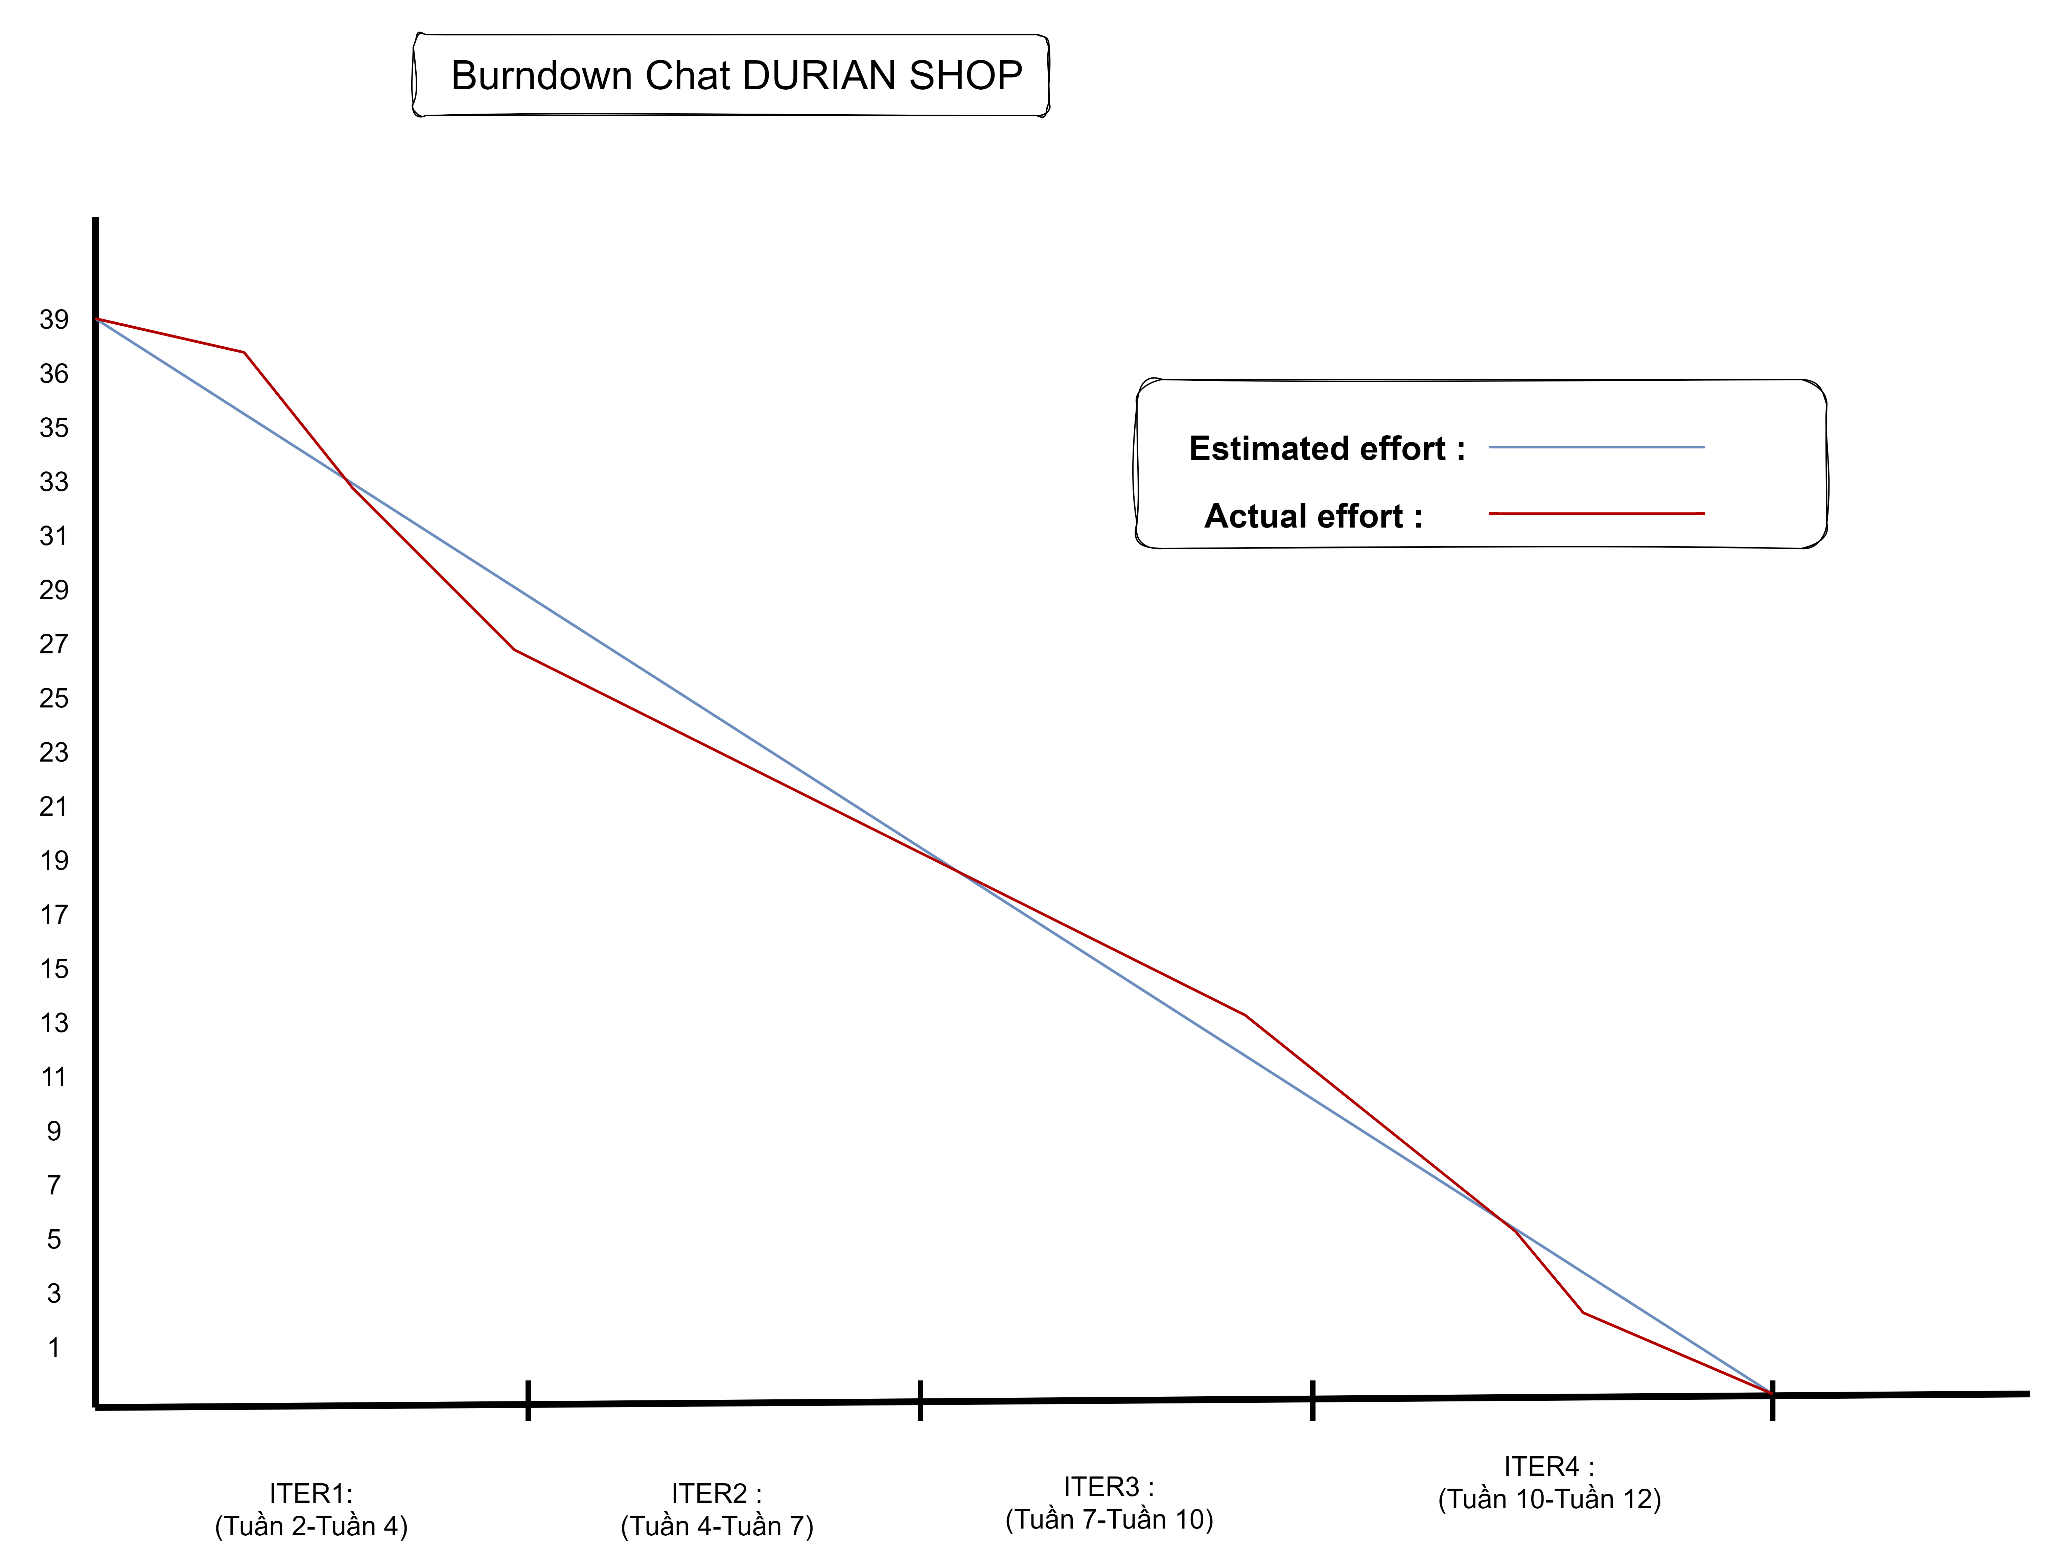 Burndown Chat DURIAN SHOP
39
36
35
33
31
29
27
25
23
21
19
17
15
13
11
9
7
5
3
1
Estimated effort :
Actual effort :
ITER1:
(Tuần 2-Tuần 4)
ITER2 :
(Tuần 4-Tuần 7)
ITER3 :
(Tuần 7-Tuần 10)
ITER4 :
(Tuần 10-Tuần 12)